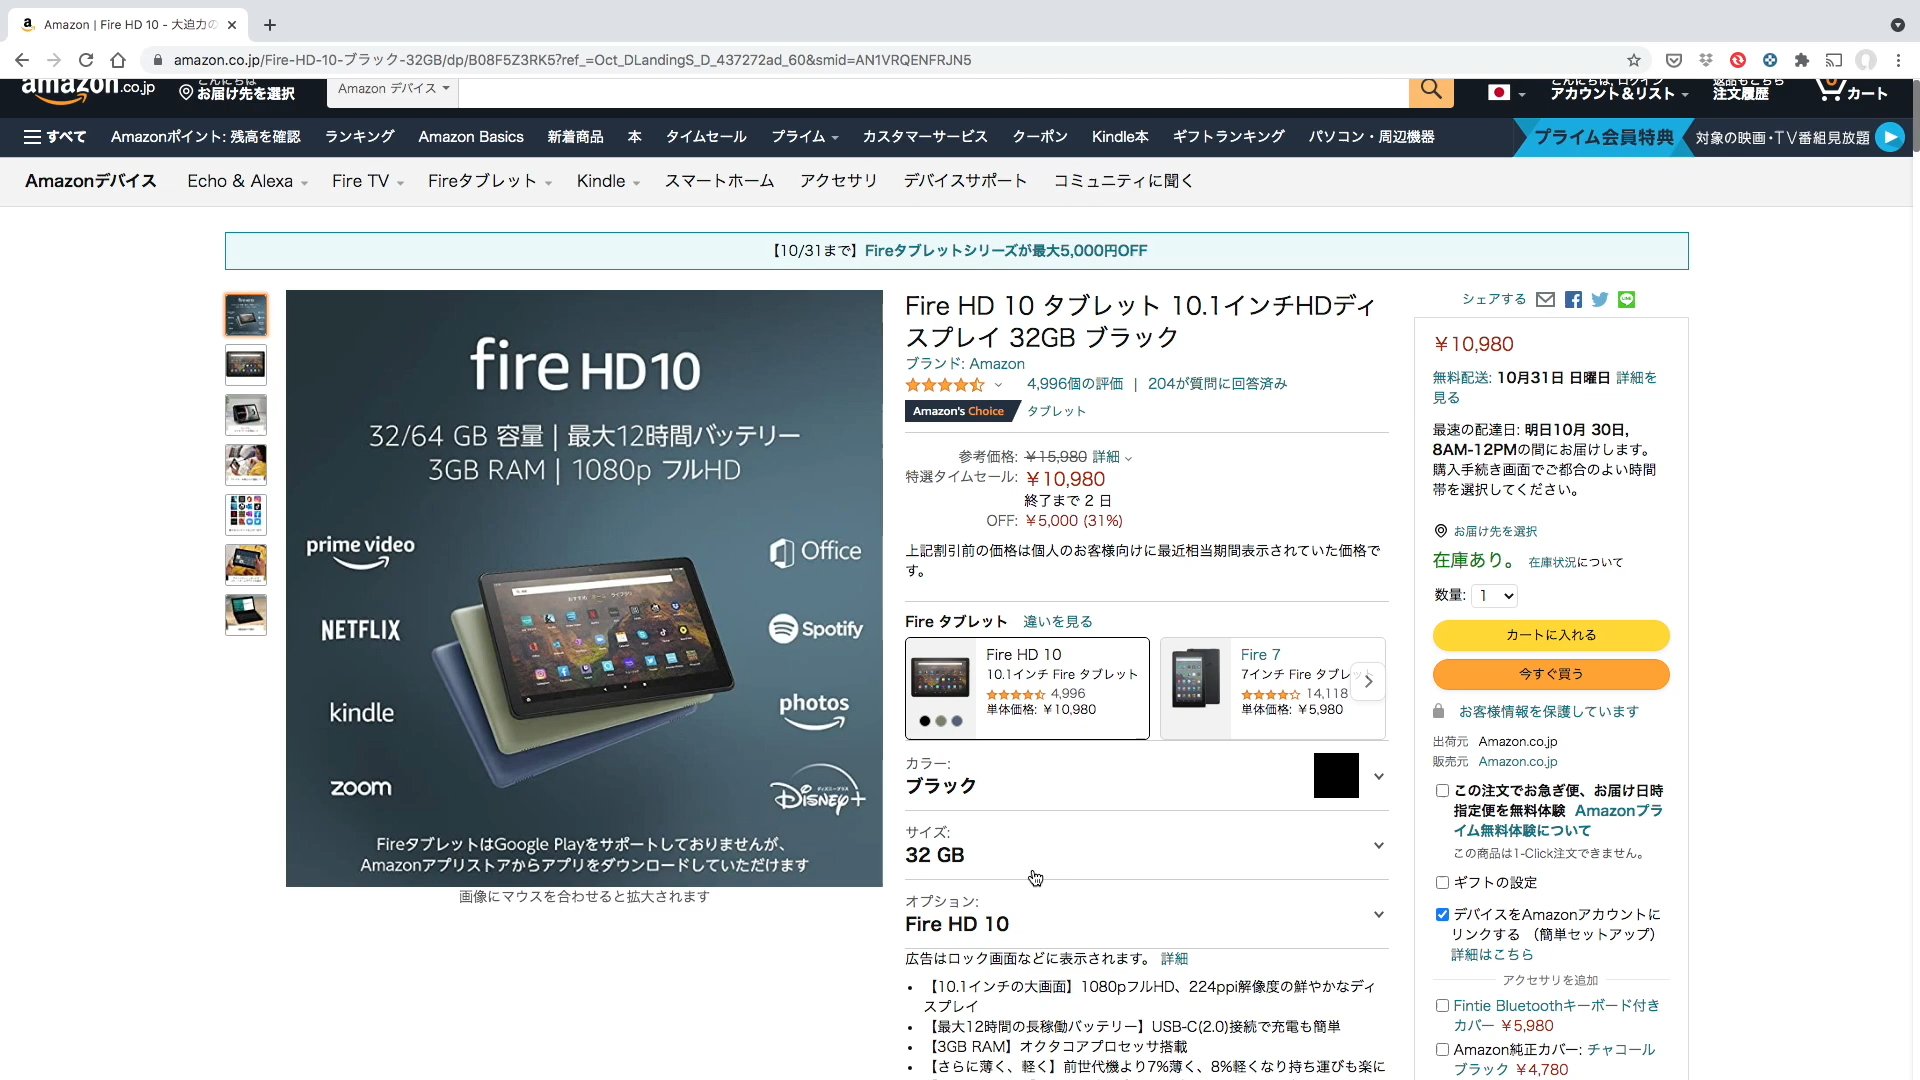 Amazon | Fire HD 10 - 大迫力の
amazon.co.jp/Fire-HD-10-ブラック-32GB/dp/B08F5Z3RK5?ref_=Oct_DLandingS_D_437272ad_60&smid=AN1VRQENFRJN5
amazon.co.jp
こんにちは
お届け先を選択
Amazon デバイス
こんにちは, ログイン
アカウント&リスト
返品もこちら
注文履歴
0
カート
すべて
Amazonポイント: 残高を確認
ランキング
Amazon Basics
新着商品
本
タイムセール
プライム
カスタマーサービス
クーポン
Kindle本
ギフトランキング
パソコン・周辺機器
プライム会員特典
対象の映画・TV番組見放題
Amazonデバイス
Echo & Alexa
Fire TV
Fireタブレット
Kindle
スマートホーム
アクセサリ
デバイスサポート
コミュニティに聞く
【10/31まで】Fireタブレットシリーズが最大5,000円OFF
fire HD10
32/64 GB 容量 | 最大12時間バッテリー
3GB RAM | 1080p フルHD
prime video
Office
NETFLIX
Spotify
kindle
photos
zoom
Disney+
FireタブレットはGoogle Playをサポートしておりませんが、
Amazonアプリストアからアプリをダウンロードしていただけます
画像にマウスを合わせると拡大されます
Fire HD 10 タブレット 10.1インチHDディ
スプレイ 32GB ブラック
ブランド: Amazon
4,996個の評価 | 204が質問に回答済み
Amazon's Choice
タブレット
参考価格: ￥15,980 詳細
特選タイムセール: ￥10,980
終了まで 2 日
OFF: ￥5,000 (31%)
上記割引前の価格は個人のお客様向けに最近相当期間表示されていた価格で
す。
Fire タブレット 違いを見る
Fire HD 10
10.1インチ Fire タブレット
4,996
単体価格: ￥10,980
Fire 7
7インチ Fire タブレ
14,118
単体価格: ￥5,980
カラー:
ブラック
サイズ:
32 GB
オプション:
Fire HD 10
広告はロック画面などに表示されます。 詳細
• 【10.1インチの大画面】1080pフルHD、224ppi解像度の鮮やかなディ
スプレイ
• 【最大12時間の長稼働バッテリー】USB-C(2.0)接続で充電も簡単
• 【3GB RAM】オクタコアプロセッサ搭載
• 【さらに薄く、軽く】前世代機より7%薄く、8%軽くなり持ち運びも楽に
シェアする
￥10,980
無料配送: 10月31日 日曜日 詳細を
見る
最速の配達日: 明日10月 30日,
8AM-12PMの間にお届けします。
購入手続き画面でご都合のよい時間
帯を選択してください。
お届け先を選択
在庫あり。 在庫状況について
数量: 1
カートに入れる
今すぐ買う
お客様情報を保護しています
出荷元 Amazon.co.jp
販売元 Amazon.co.jp
この注文でお急ぎ便、お届け日時
指定便を無料体験 Amazonプラ
イム無料体験について
この商品は1-Click注文できません。
ギフトの設定
デバイスをAmazonアカウントに
リンクする （簡単セットアップ）
詳細はこちら
アクセサリを追加
Fintie Bluetoothキーボード付き
カバー ￥5,980
Amazon純正カバー: チャコール
ブラック ￥4,780